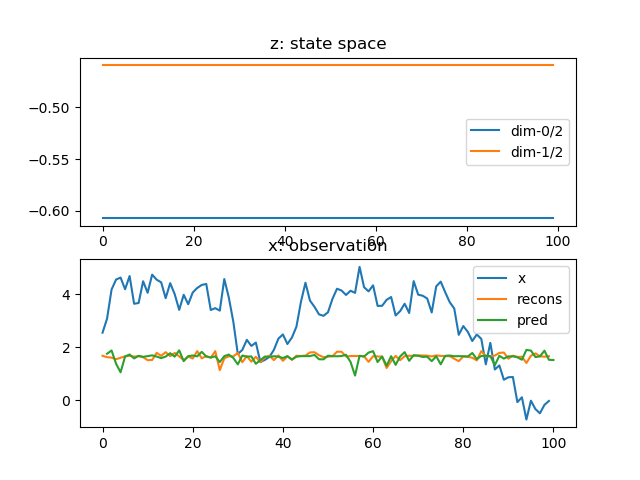 z: state space
−0.50
−0.55
−0.60
dim-0/2
dim-1/2
0 20 40 60 80 100
x: observation
4
2
0
x
recons
pred
0 20 40 60 80 100